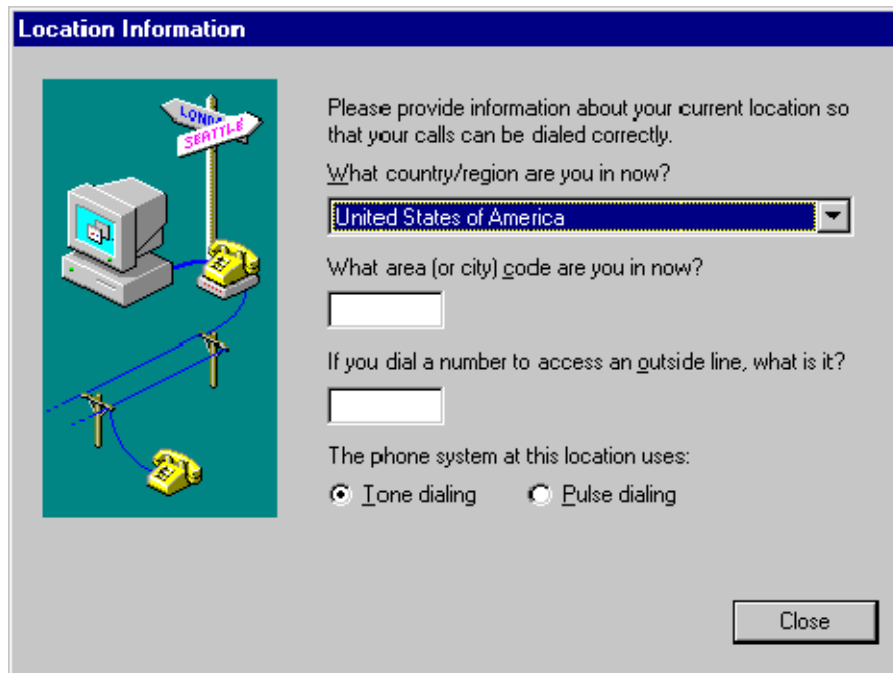 Location Information
LOND
SEATTLE
Please provide information about your current location so
that your calls can be dialed correctly.
What country/region are you in now?
United States of America
What area (or city) code are you in now?
If you dial a number to access an outside line, what is it?
The phone system at this location uses:
Tone dialing Pulse dialing
Close